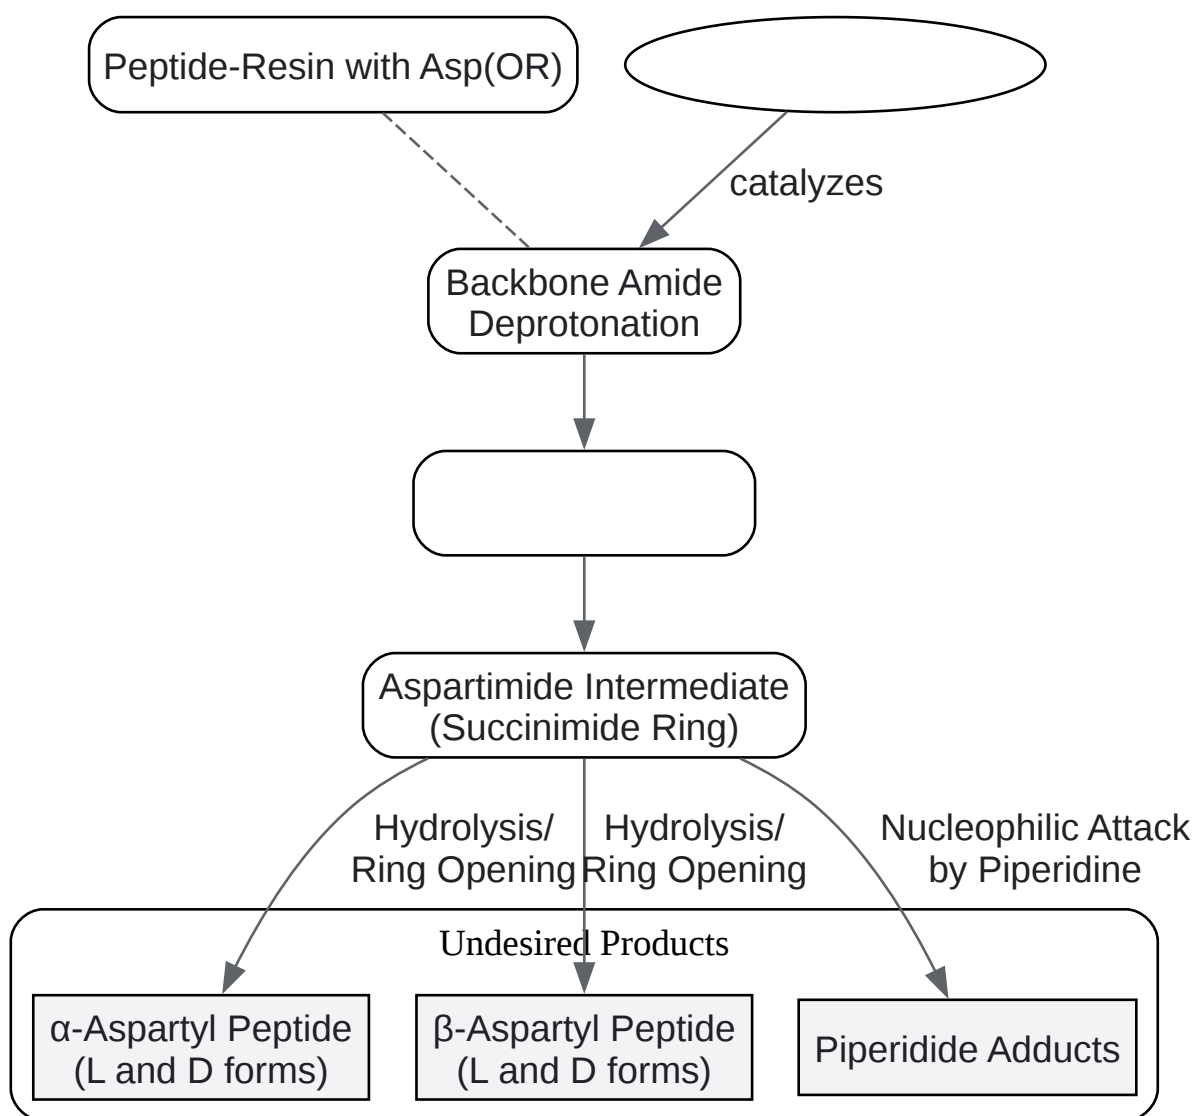 Peptide-Resin with Asp(OR)
catalyzes
Backbone Amide
Deprotonation
Aspartimide Intermediate
(Succinimide Ring)
Hydrolysis/
Ring Opening
Hydrolysis/
Ring Opening
Nucleophilic Attack
by Piperidine
Undesired Products
α-Aspartyl Peptide
(L and D forms)
β-Aspartyl Peptide
(L and D forms)
Piperidide Adducts